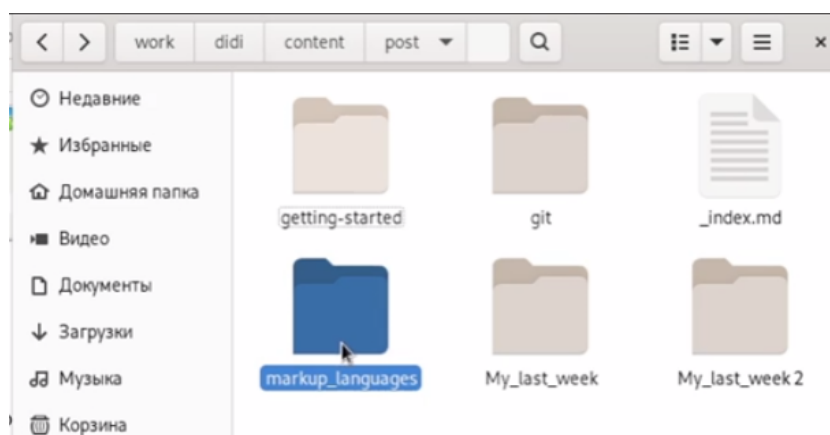 work didi content post
Недавние
Избранные
Домашняя папка
Видео
Документы
Загрузки
Музыка
Корзина
getting-started git _index.md
markup_languages My_last_week My_last_week 2